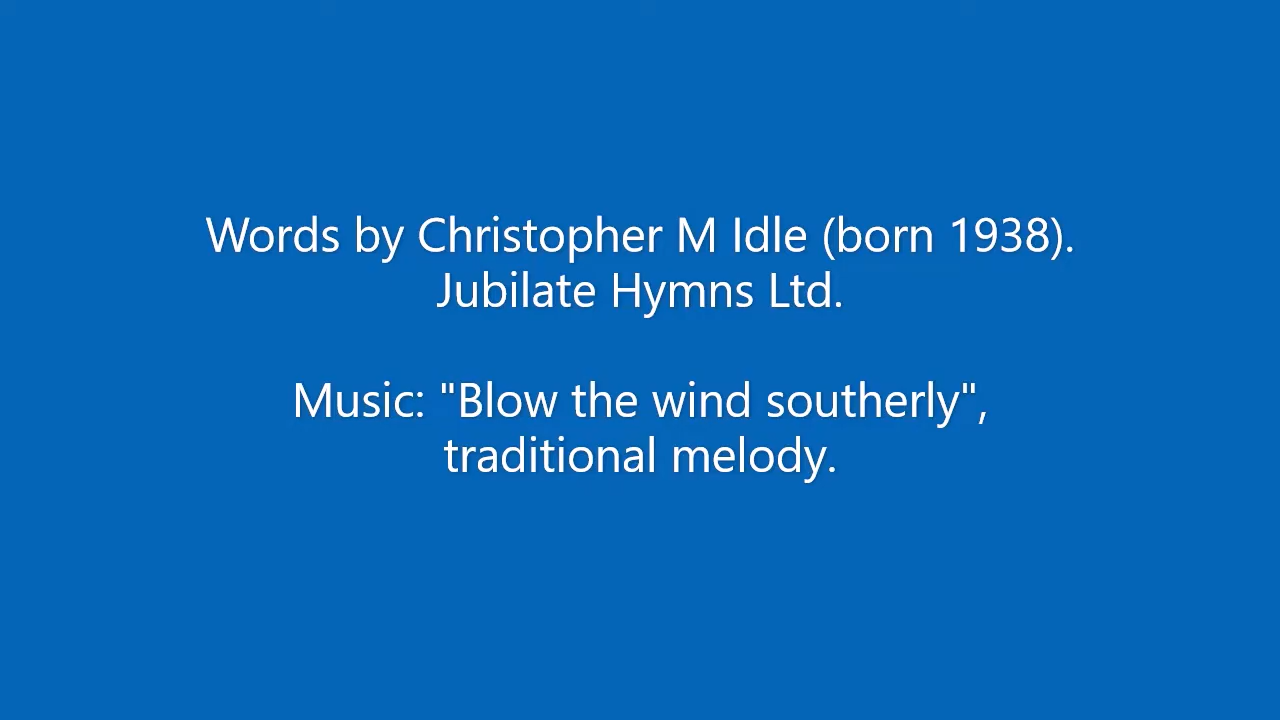 Words by Christopher M Idle (born 1938).
Jubilate Hymns Ltd.
Music: "Blow the wind southerly",
traditional melody.